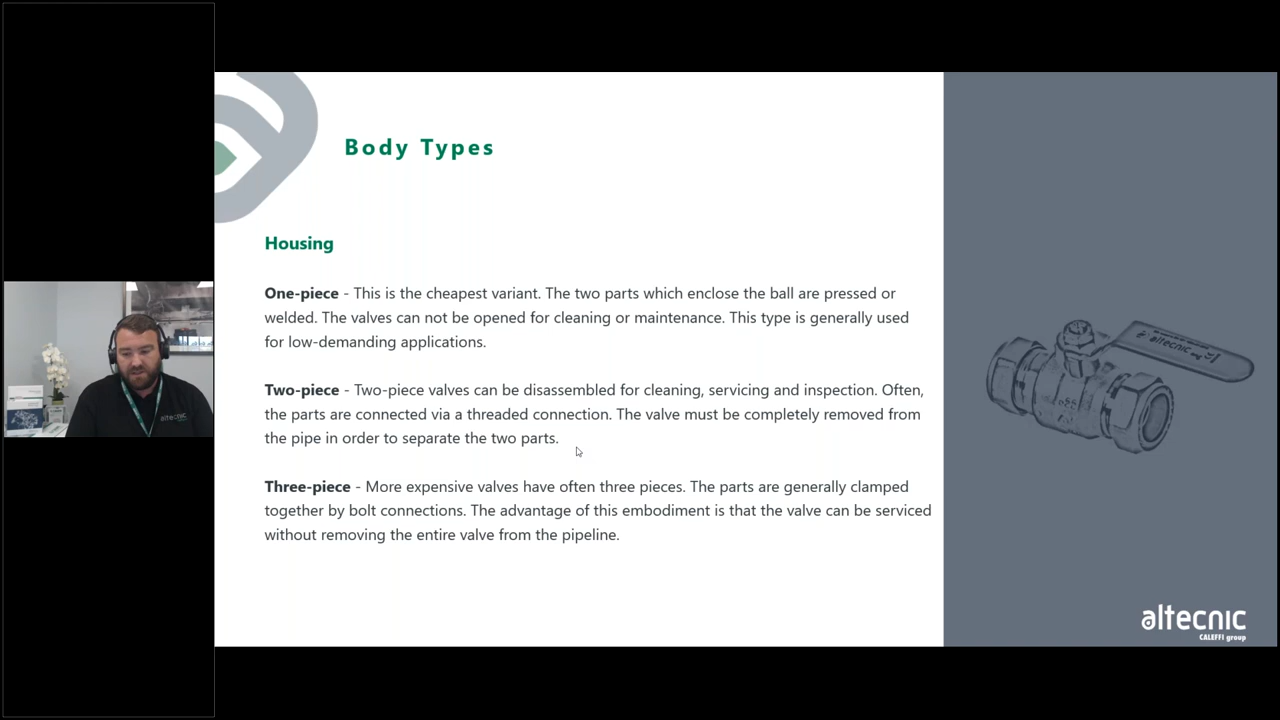 Body Types
Housing
One-piece - This is the cheapest variant. The two parts which enclose the ball are pressed or
welded. The valves can not be opened for cleaning or maintenance. This type is generally used
for low-demanding applications.
Two-piece - Two-piece valves can be disassembled for cleaning, servicing and inspection. Often,
the parts are connected via a threaded connection. The valve must be completely removed from
the pipe in order to separate the two parts.
Three-piece - More expensive valves have often three pieces. The parts are generally clamped
together by bolt connections. The advantage of this embodiment is that the valve can be serviced
without removing the entire valve from the pipeline.
altecnic
altecnic
altecnic
CALEFFI group